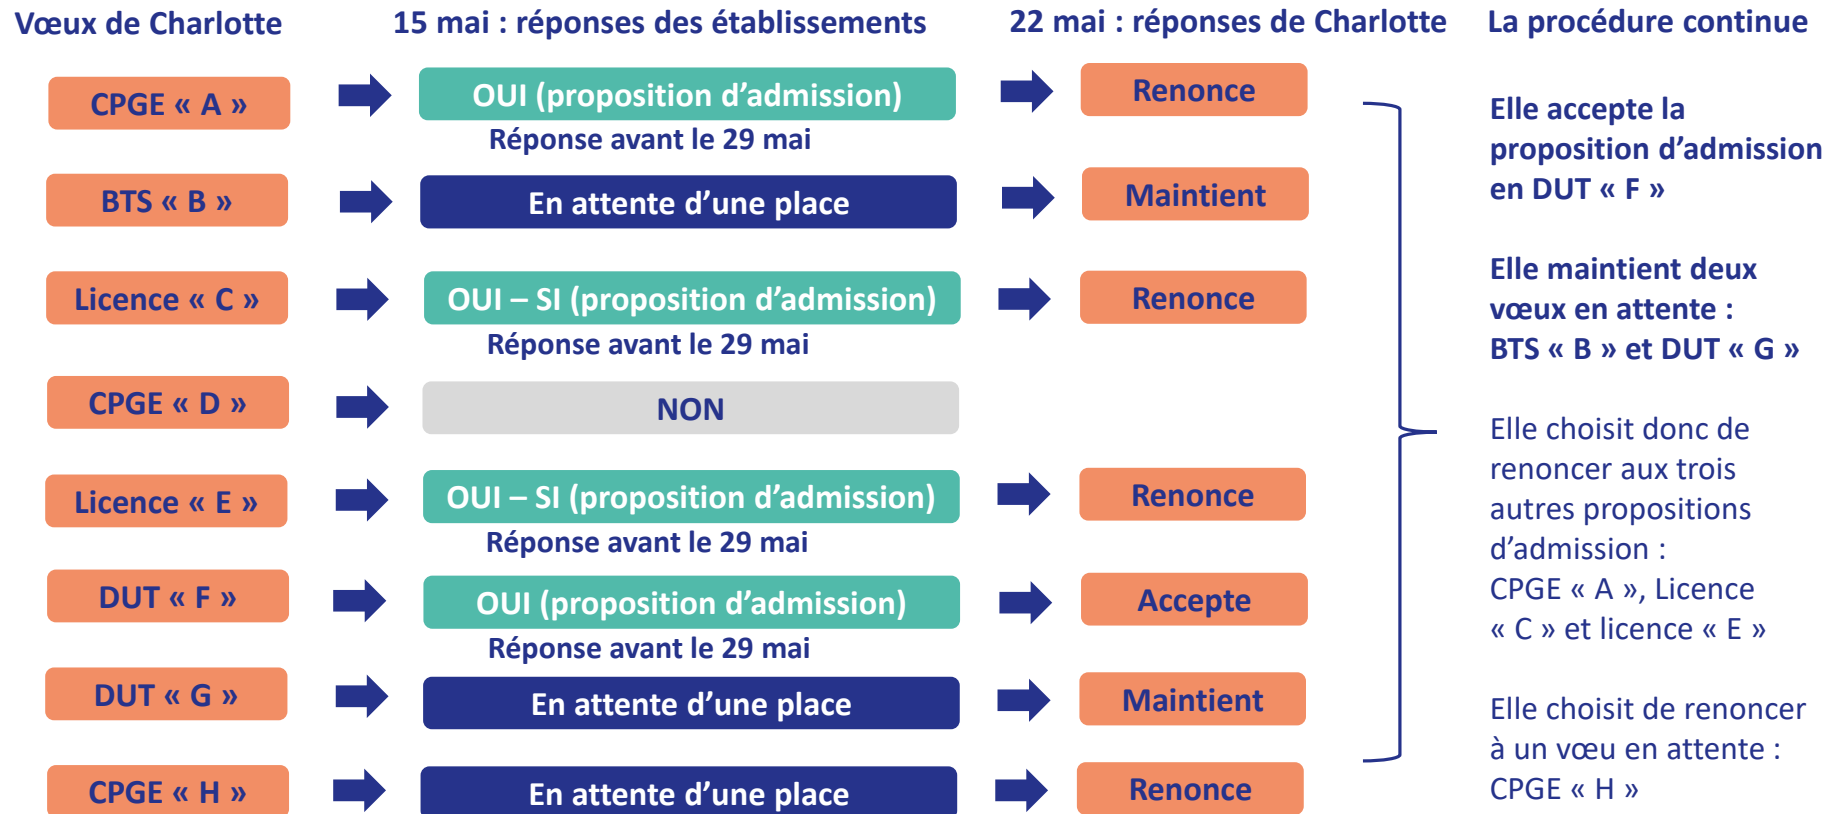 Vœux de Charlotte
15 mai : réponses des établissements
22 mai : réponses de Charlotte
La procédure continue
CPGE « A »
OUI (proposition d’admission)
Réponse avant le 29 mai
Renonce
BTS « B »
En attente d’une place
Maintient
Licence « C »
OUI – SI (proposition d’admission)
Réponse avant le 29 mai
Renonce
CPGE « D »
NON
Licence « E »
OUI – SI (proposition d’admission)
Réponse avant le 29 mai
Renonce
DUT « F »
OUI (proposition d’admission)
Réponse avant le 29 mai
Accepte
DUT « G »
En attente d’une place
Maintient
CPGE « H »
En attente d’une place
Renonce
Elle accepte la
proposition d’admission
en DUT « F »
Elle maintient deux
vœux en attente :
BTS « B » et DUT « G »
Elle choisit donc de
renoncer aux trois
autres propositions
d’admission :
CPGE « A », Licence
« C » et licence « E »
Elle choisit de renoncer
à un vœu en attente :
CPGE « H »